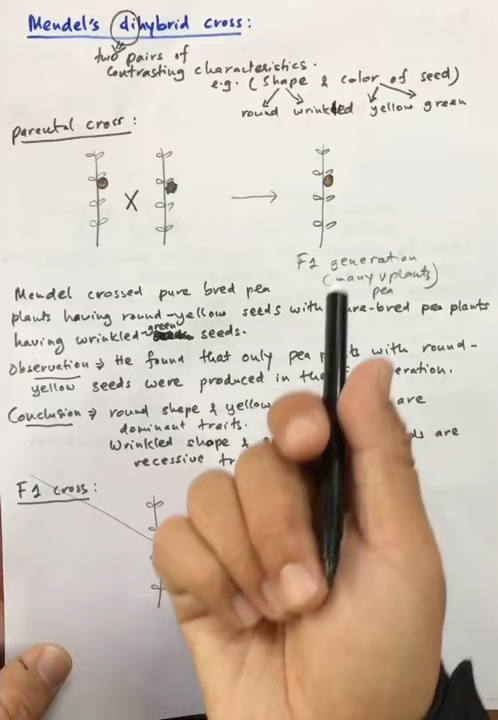 Mendel's dihybrid cross:
two pairs of
contrasting characteristics.
e.g. (shape & color of seed)
round wrinkled yellow green
parental cross:
X
F1 generation
(many plants)
pea
Mendel crossed pure bred pea
plants having round-yellow seeds with pure-bred pea plants
having wrinkled-green seeds.
Observation ⇒ He found that only pea plants with round-
yellow seeds were produced in the generation.
Conclusion ⇒ round shape & yellow are
dominant traits.
Wrinkled shape & are
recessive
F1 cross: